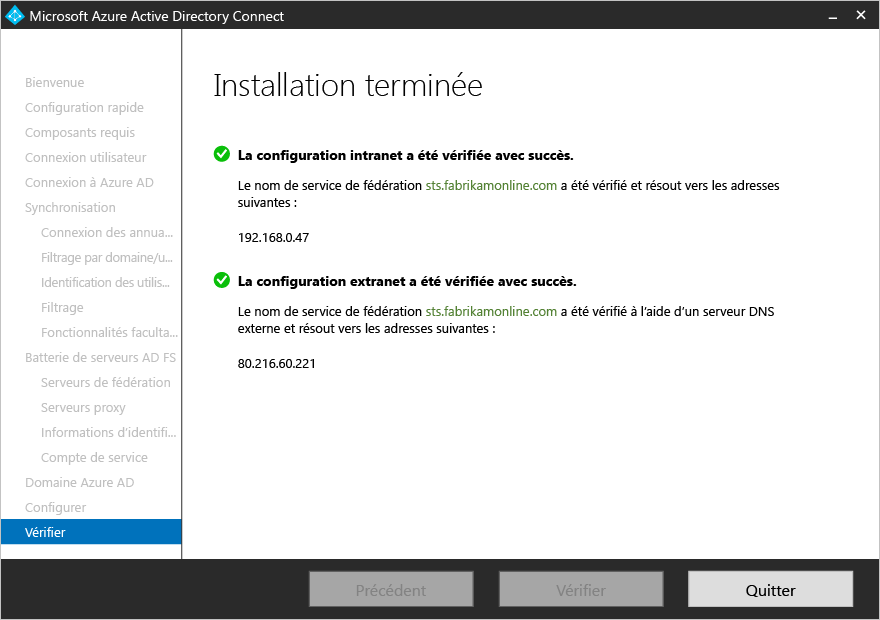 Microsoft Azure Active Directory Connect
Bienvenue
Configuration rapide
Composants requis
Connexion utilisateur
Connexion à Azure AD
Synchronisation
Connexion des annua...
Filtrage par domaine/u...
Identification des utilis...
Filtrage
Fonctionnalités faculta...
Batterie de serveurs AD FS
Serveurs de fédération
Serveurs proxy
Informations d'identifi...
Compte de service
Domaine Azure AD
Configurer
Vérifier
Installation terminée
La configuration intranet a été vérifiée avec succès.
Le nom de service de fédération sts.fabrikamonline.com a été vérifié et résout vers les adresses
suivantes :
192.168.0.47
La configuration extranet a été vérifiée avec succès.
Le nom de service de fédération sts.fabrikamonline.com a été vérifié à l'aide d'un serveur DNS
externe et résout vers les adresses suivantes :
80.216.60.221
Précédent
Vérifier
Quitter